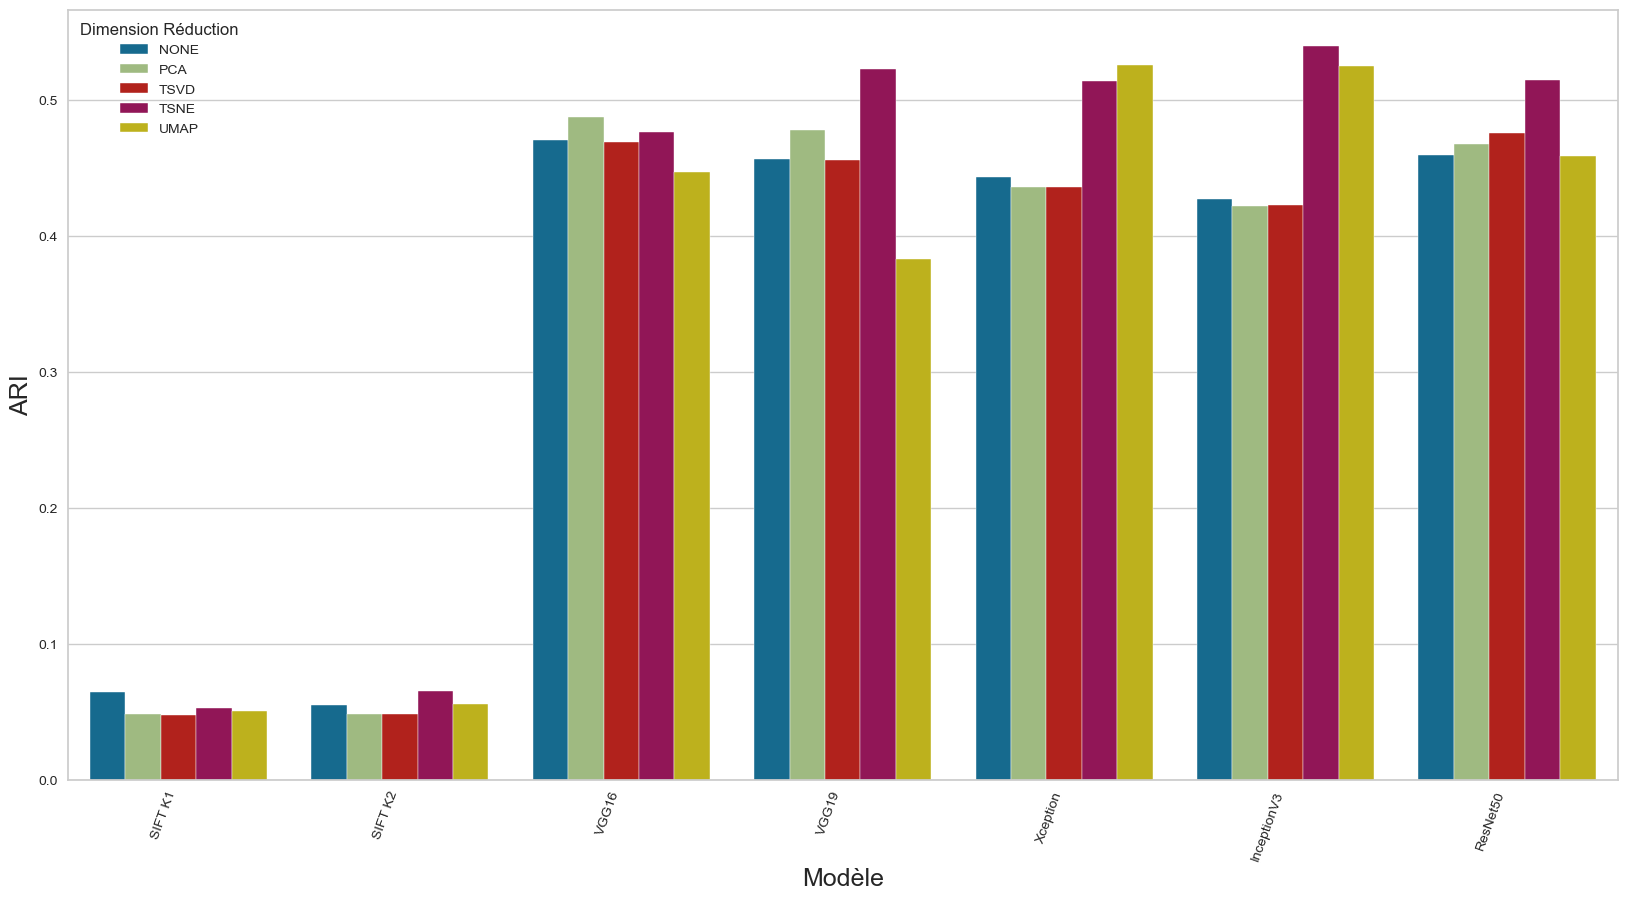 Dimension Réduction
NONE
PCA
TSVD
TSNE
UMAP
ARI
0.5
0.4
0.3
0.2
0.1
0.0
SIFT K1
SIFT K2
VGG16
VGG19
Xception
InceptionV3
ResNet50
Modèle